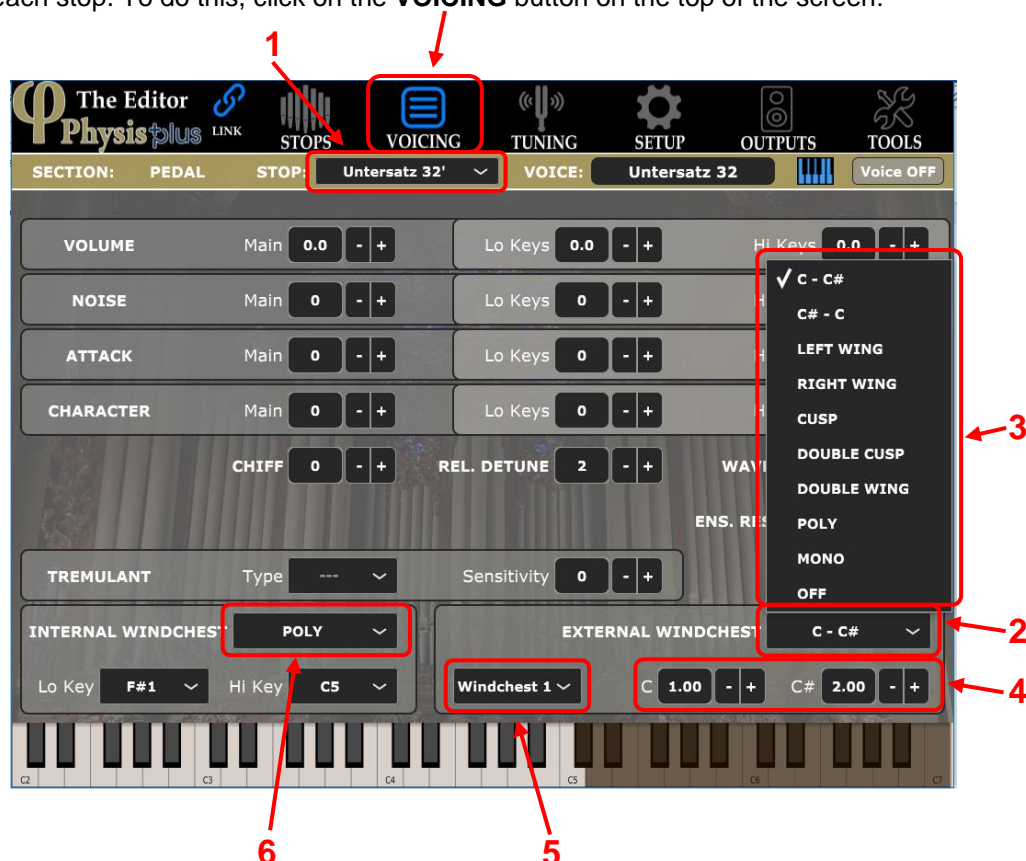 each stop. To do this, click on the VOICING button on the top of the screen.
1
The Editor
Physis plus
LINK
STOPS
VOICING
TUNING
SETUP
OUTPUTS
TOOLS
SECTION: PEDAL STOP: Untersatz 32' VOICE: Untersatz 32 Voice OFF
VOLUME Main 0.0 - + Lo Keys 0.0 - + Hi Keys 0.0 - +
C - C#
NOISE Main 0 - + Lo Keys 0 - + H
C# - C
ATTACK Main 0 - + Lo Keys 0 - + H
LEFT WING
RIGHT WING
CHARACTER Main 0 - + Lo Keys 0 - + H
CUSP
3
DOUBLE CUSP
CHIFF 0 - + REL. DETUNE 2 - + WAV
DOUBLE WING
ENS. RES
POLY
MONO
TREMULANT Type --- Sensitivity 0 - +
OFF
INTERNAL WINDCHEST POLY EXTERNAL WINDCHEST C - C#
2
Lo Key F#1 Hi Key C5 Windchest 1 C 1.00 - + C# 2.00 - +
4
C2 C3 C4 C5 C6 C7
6 5